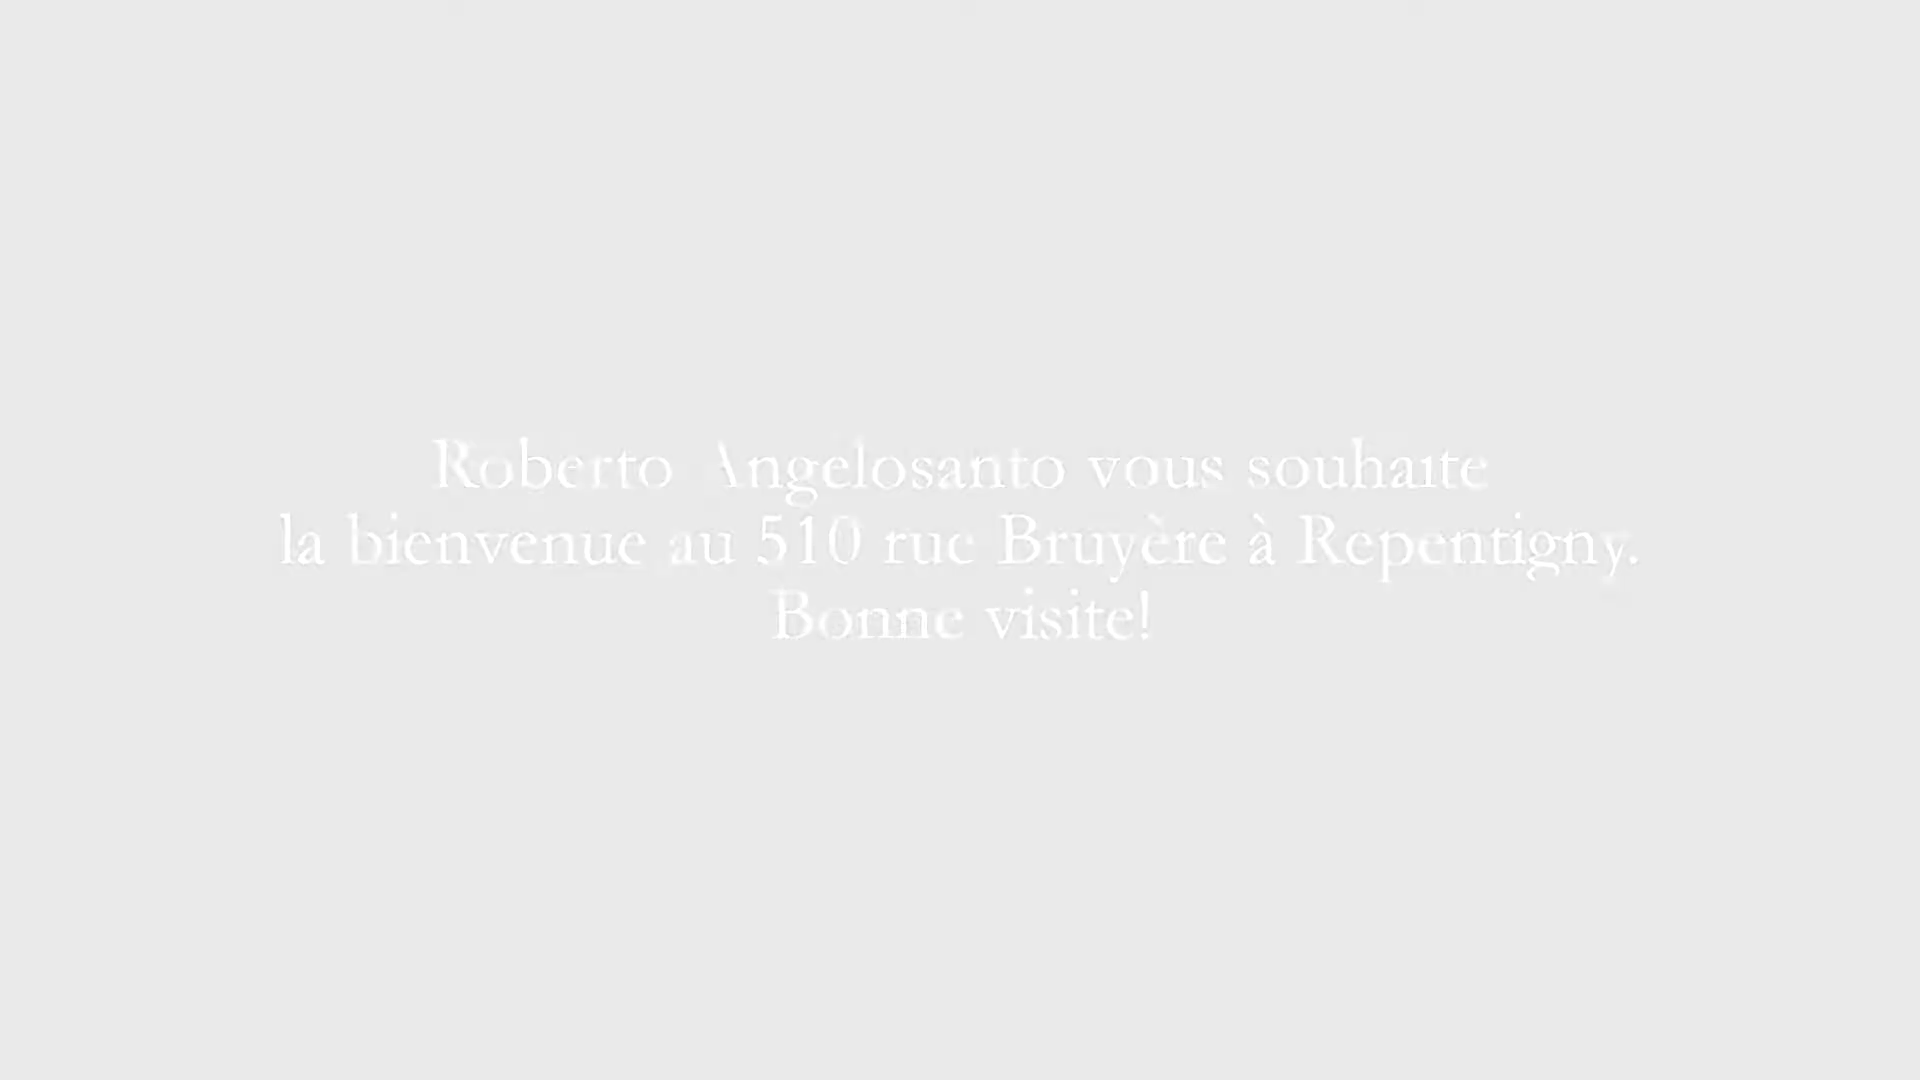 Roberto Angelosanto vous souhaite
la bienvenue au 510 rue Bruyère à Repentigny.
Bonne visite!